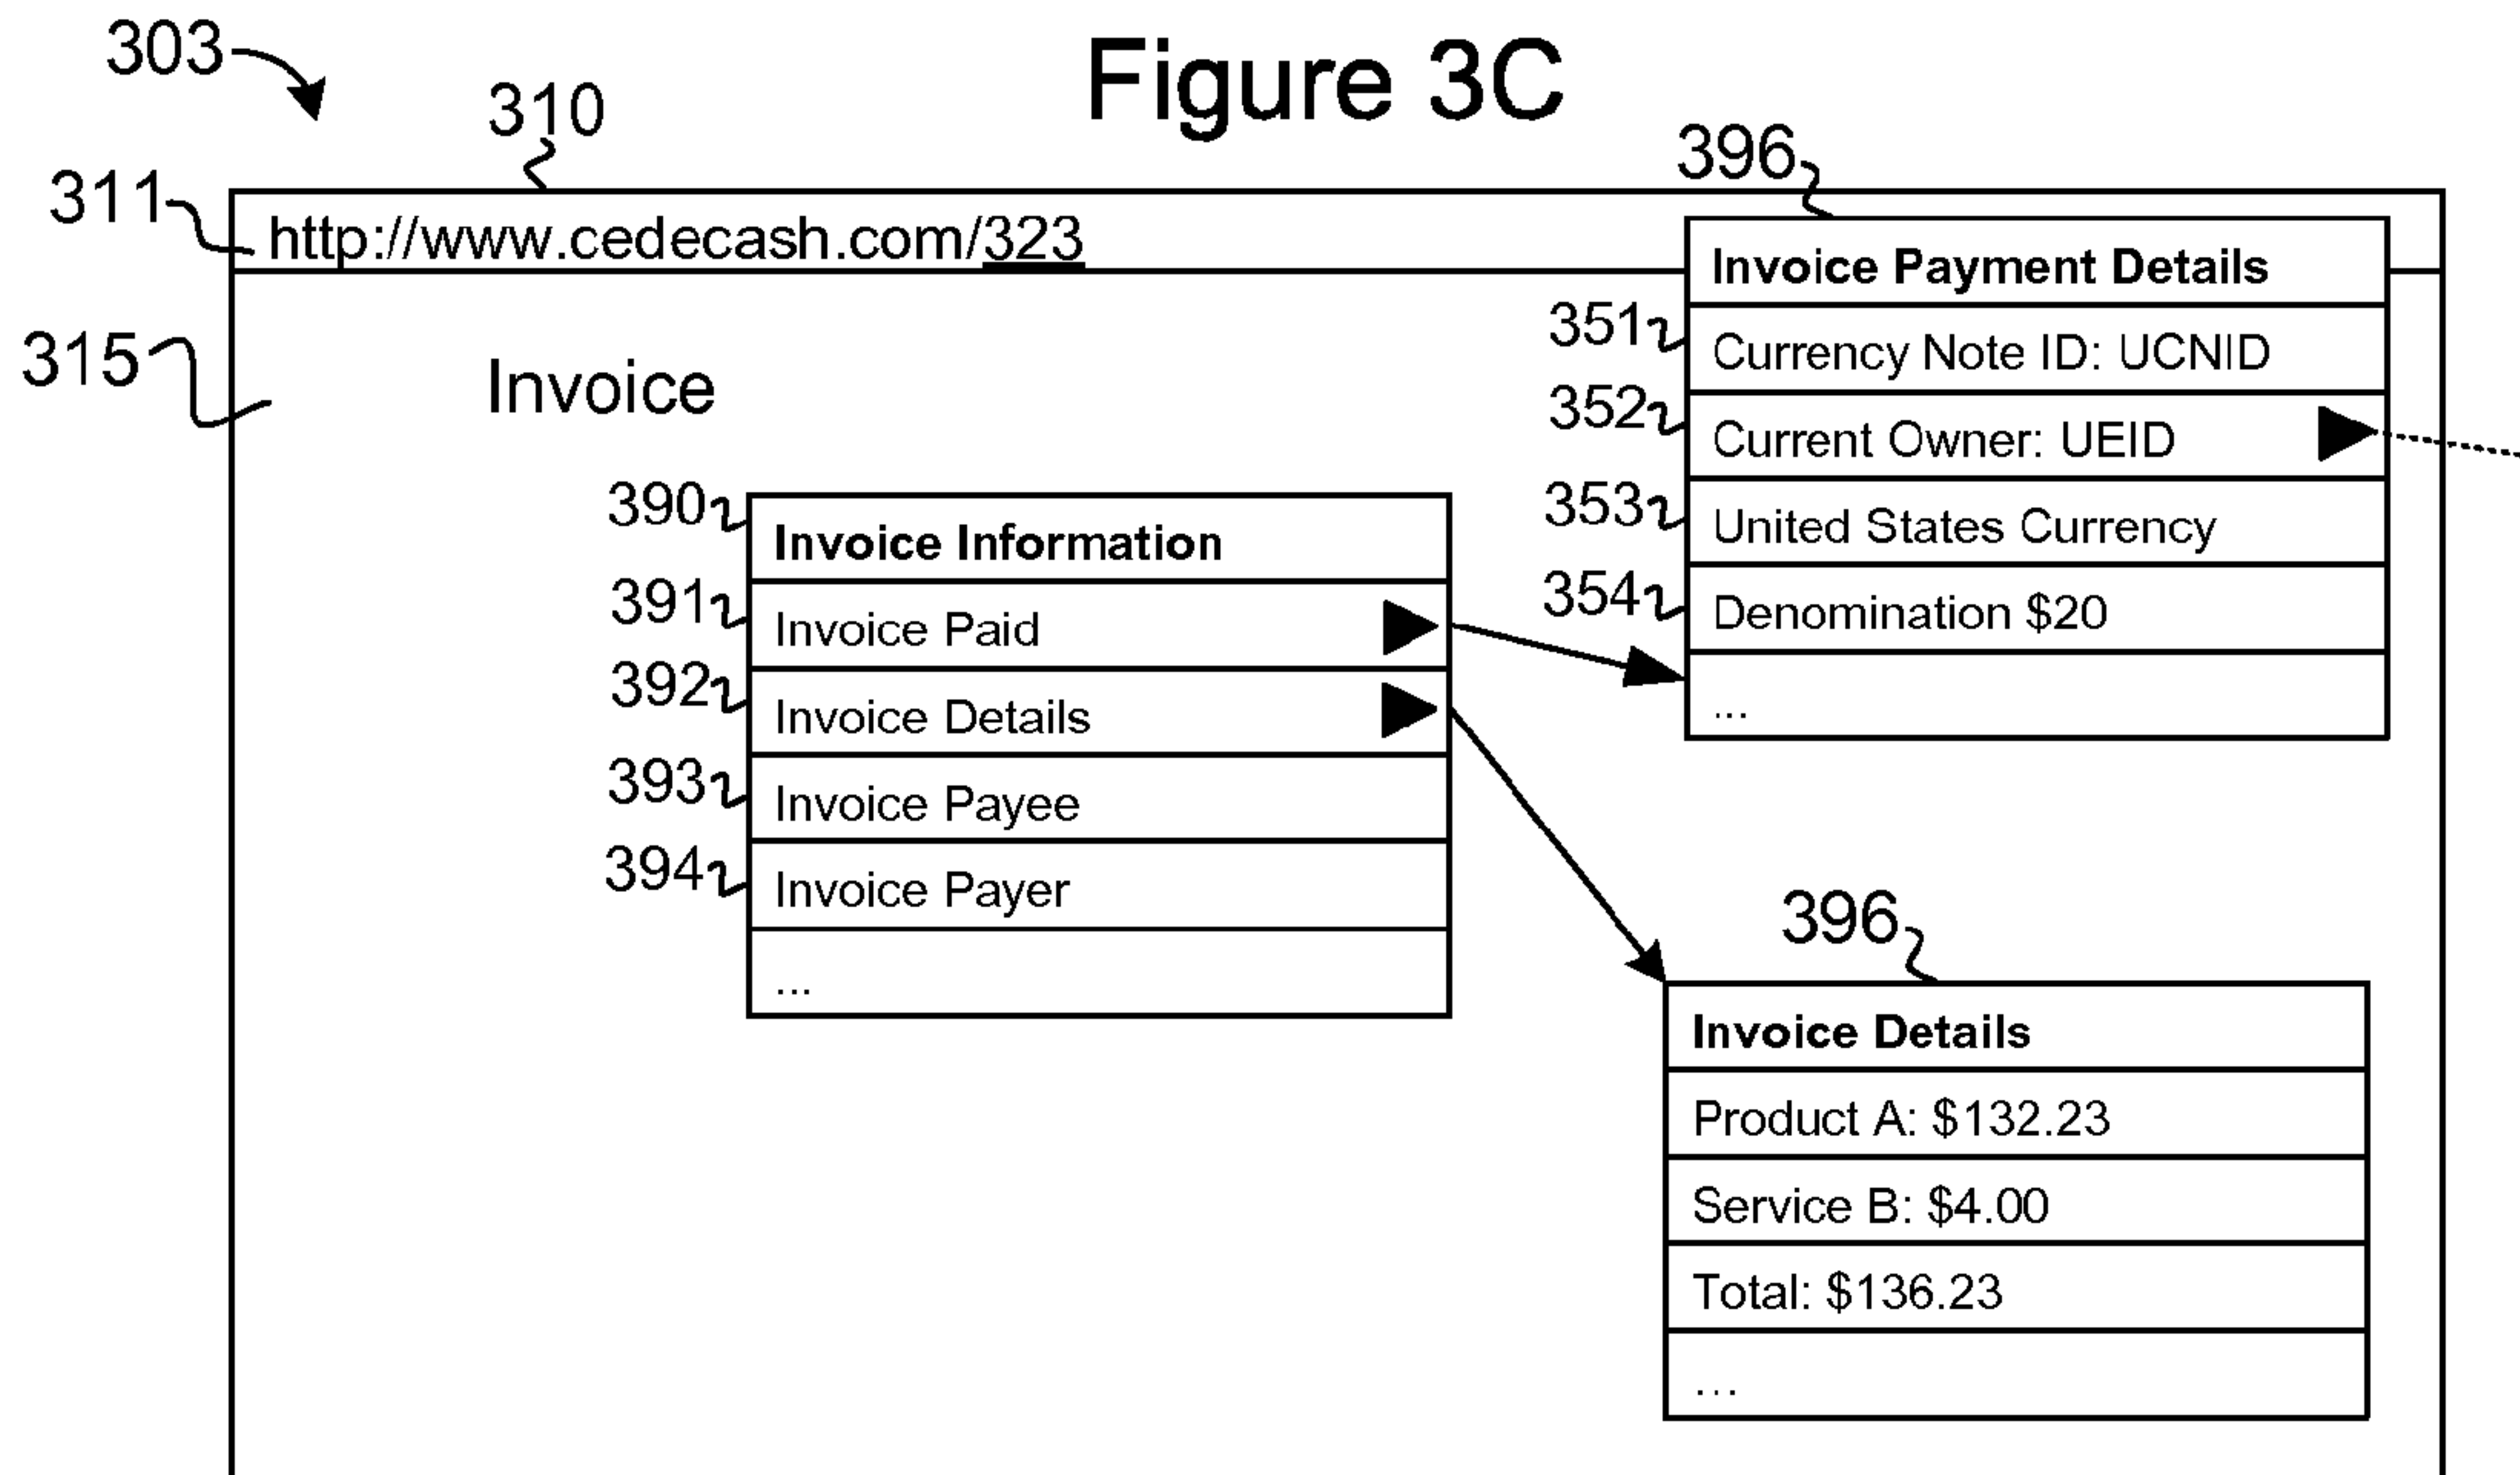 Figure 3C
303
310
311
http://www.cedecash.com/323
315
Invoice
396
Invoice Payment Details
351
Currency Note ID: UCNID
352
Current Owner: UEID
353
United States Currency
354
Denomination $20
...
390
Invoice Information
391
Invoice Paid
392
Invoice Details
393
Invoice Payee
394
Invoice Payer
...
396
Invoice Details
Product A: $132.23
Service B: $4.00
Total: $136.23
...